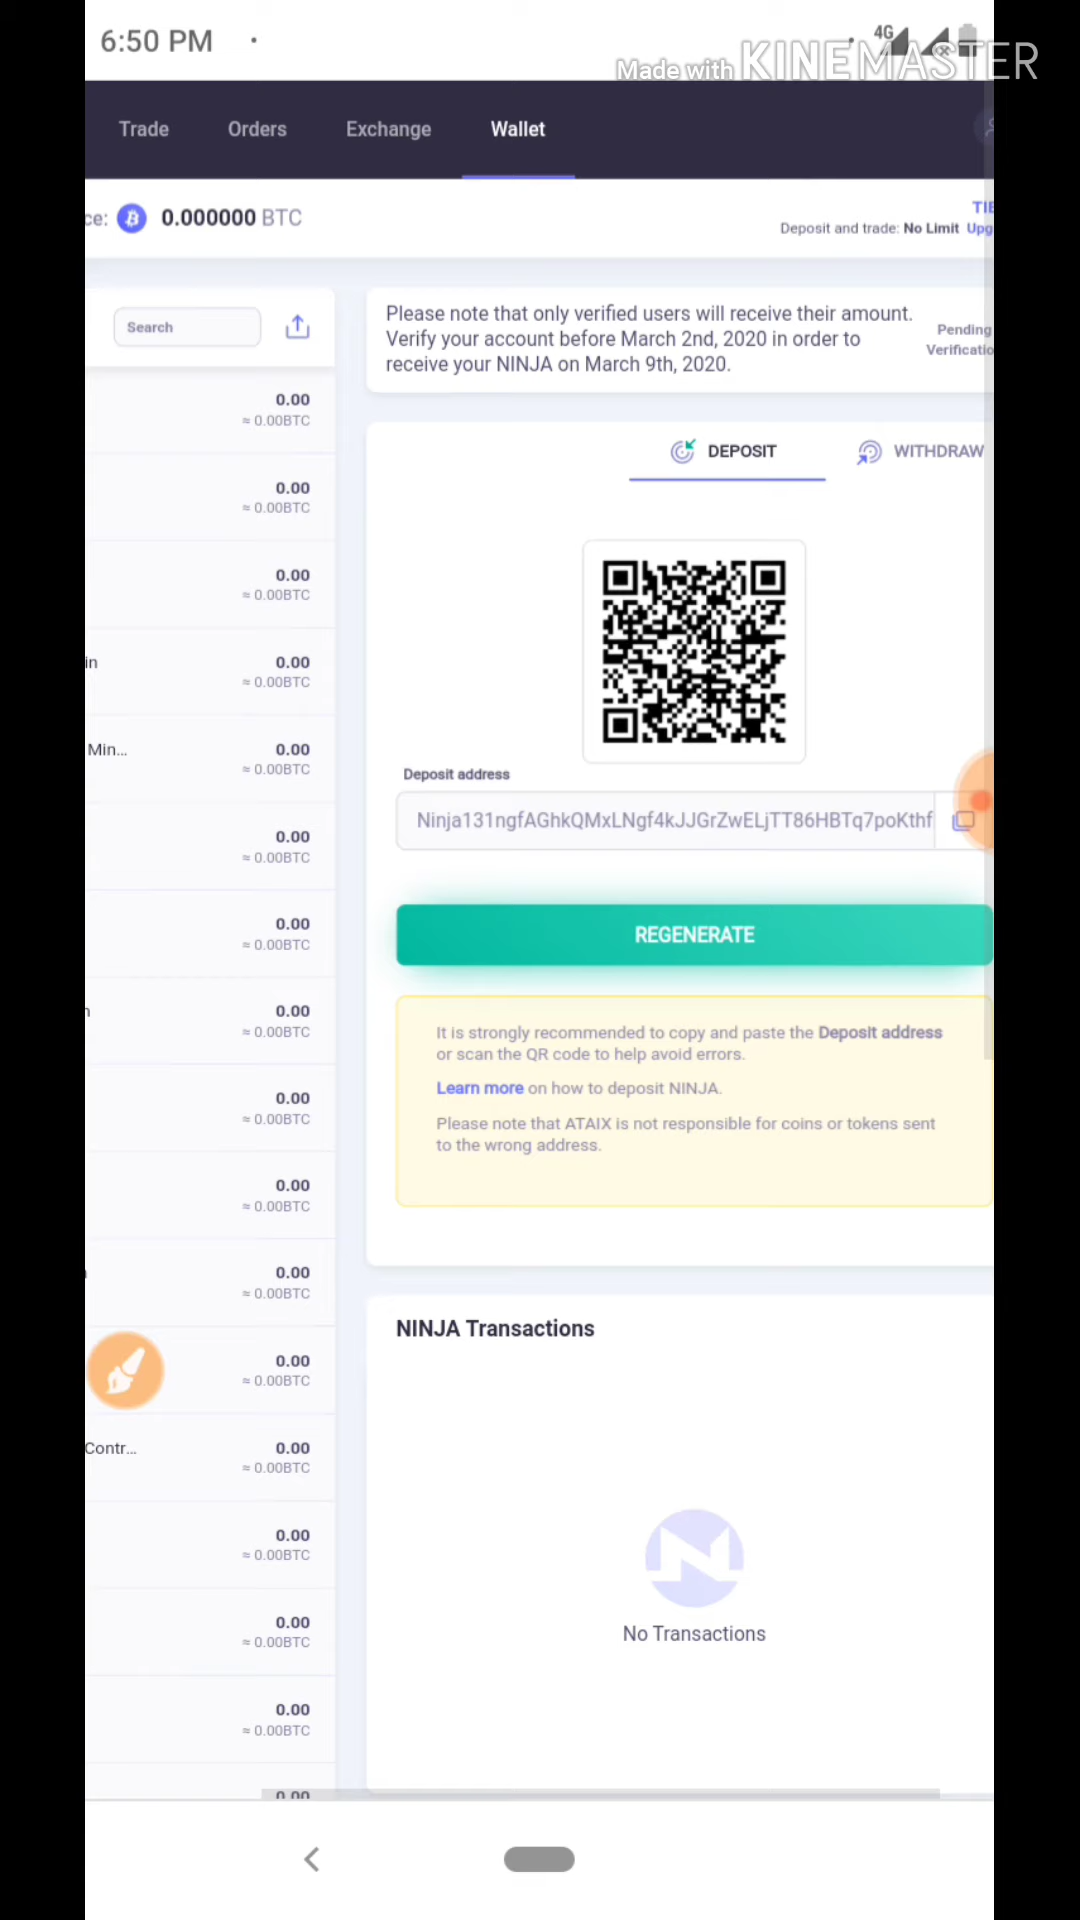 6:50 PM
4G
Made with KINEMASTER
Trade Orders Exchange Wallet
ce: 0.000000 BTC
TIE
Deposit and trade: No Limit Upg
Search
Please note that only verified users will receive their amount.
Verify your account before March 2nd, 2020 in order to
receive your NINJA on March 9th, 2020.
Pending
Verificatio
0.00
≈ 0.00BTC
0.00
≈ 0.00BTC
0.00
≈ 0.00BTC
in 0.00
≈ 0.00BTC
Min... 0.00
≈ 0.00BTC
0.00
≈ 0.00BTC
0.00
≈ 0.00BTC
0.00
≈ 0.00BTC
0.00
≈ 0.00BTC
0.00
≈ 0.00BTC
0.00
≈ 0.00BTC
0.00
≈ 0.00BTC
Contr... 0.00
≈ 0.00BTC
0.00
≈ 0.00BTC
0.00
≈ 0.00BTC
0.00
≈ 0.00BTC
0.00
DEPOSIT WITHDRAW
Deposit address
Ninja131ngfAGhkQMxLNgf4kJJGrZwELjTT86HBTq7poKthf
REGENERATE
It is strongly recommended to copy and paste the Deposit address
or scan the QR code to help avoid errors.
Learn more on how to deposit NINJA.
Please note that ATAIX is not responsible for coins or tokens sent
to the wrong address.
NINJA Transactions
No Transactions